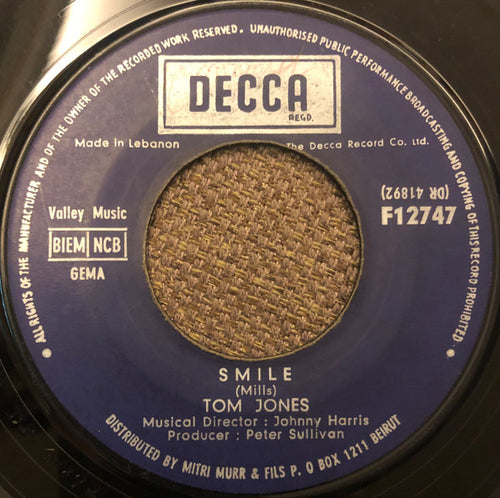 ALL RIGHTS OF THE MANUFACTURER AND OF THE OWNER OF THE RECORDED WORK RESERVED. UNAUTHORISED PUBLIC PERFORMANCE BROADCASTING AND COPYING OF THIS RECORD PROHIBITED.
DECCA
REGD.
Made in Lebanon
The Decca Record Co. Ltd.
(DR 41892)
Valley Music
F12747
BIEM NCB
GEMA
SMILE
(Mills)
TOM JONES
Musical Director : Johnny Harris
Producer : Peter Sullivan
DISTRIBUTED BY MITRI MURR & FILS P. O BOX 1211 BEIRUT